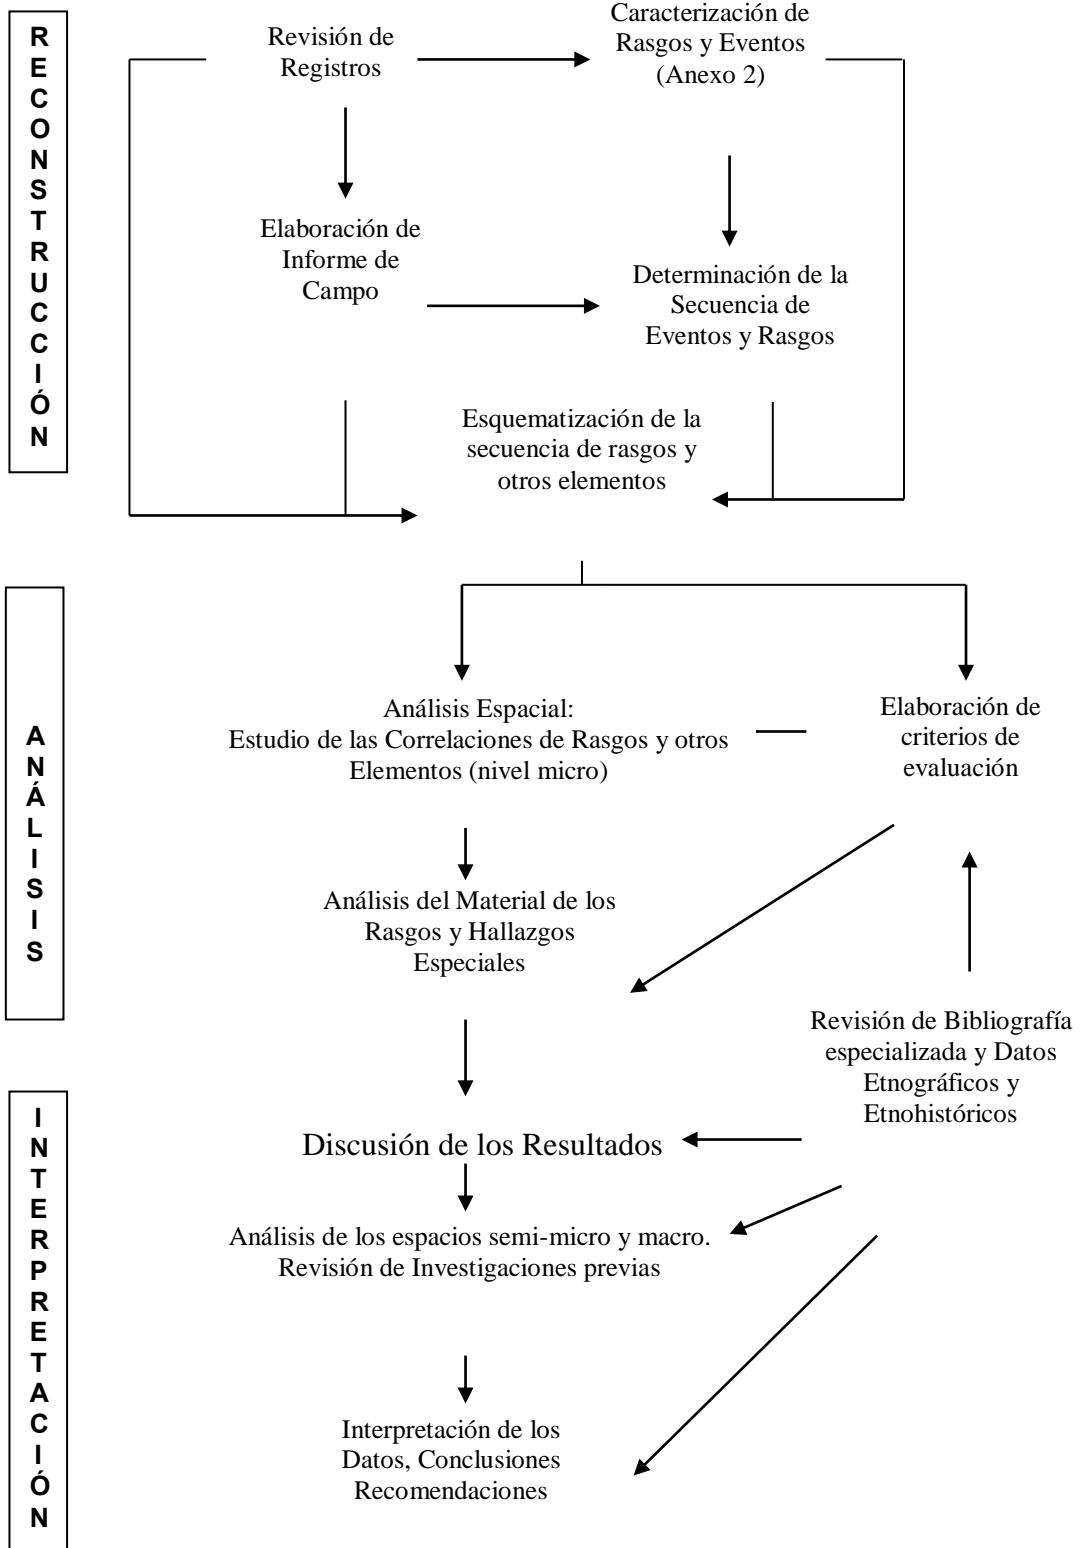 RECONSTRUCCIÓN
Revisión de
Registros
Caracterización de
Rasgos y Eventos
(Anexo 2)
Elaboración de
Informe de
Campo
Determinación de la
Secuencia de
Eventos y Rasgos
Esquematización de la
secuencia de rasgos y
otros elementos
ANÁLISIS
Análisis Espacial:
Estudio de las Correlaciones de Rasgos y otros
Elementos (nivel micro)
Elaboración de
criterios de
evaluación
Análisis del Material de los
Rasgos y Hallazgos
Especiales
Revisión de Bibliografía
especializada y Datos
Etnográficos y
Etnohistóricos
INTERPRETACIÓN
Discusión de los Resultados
Análisis de los espacios semi-micro y macro.
Revisión de Investigaciones previas
Interpretación de los
Datos, Conclusiones
Recomendaciones